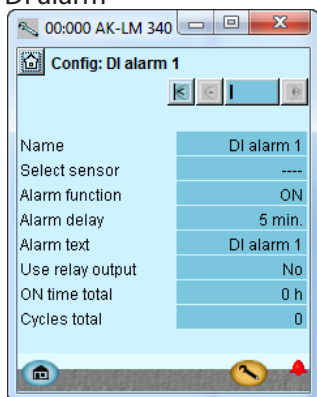 DI alarm
00:000 AK-LM 340
Config: DI alarm 1
Name DI alarm 1
Select sensor ----
Alarm function ON
Alarm delay 5 min.
Alarm text DI alarm 1
Use relay output No
ON time total 0 h
Cycles total 0